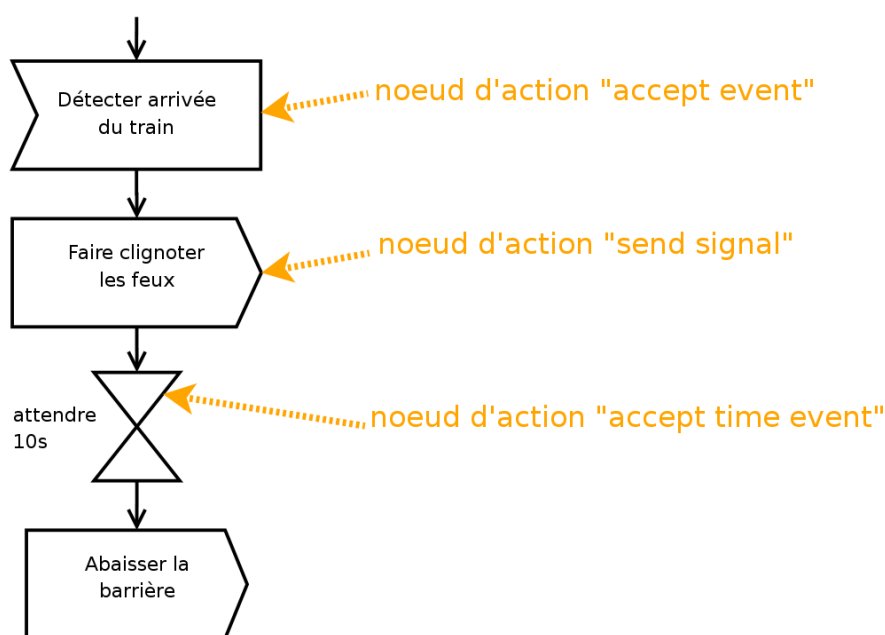 Détecter arrivée
du train
noeud d'action "accept event"
Faire clignoter
les feux
noeud d'action "send signal"
attendre
10s
noeud d'action "accept time event"
Abaisser la
barrière